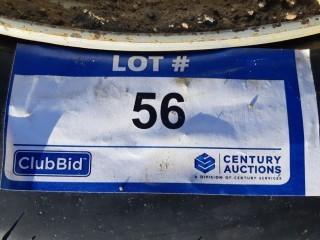 LOT #
56
ClubBid
CENTURY
AUCTIONS
A DIVISION OF CENTURY SERVICES